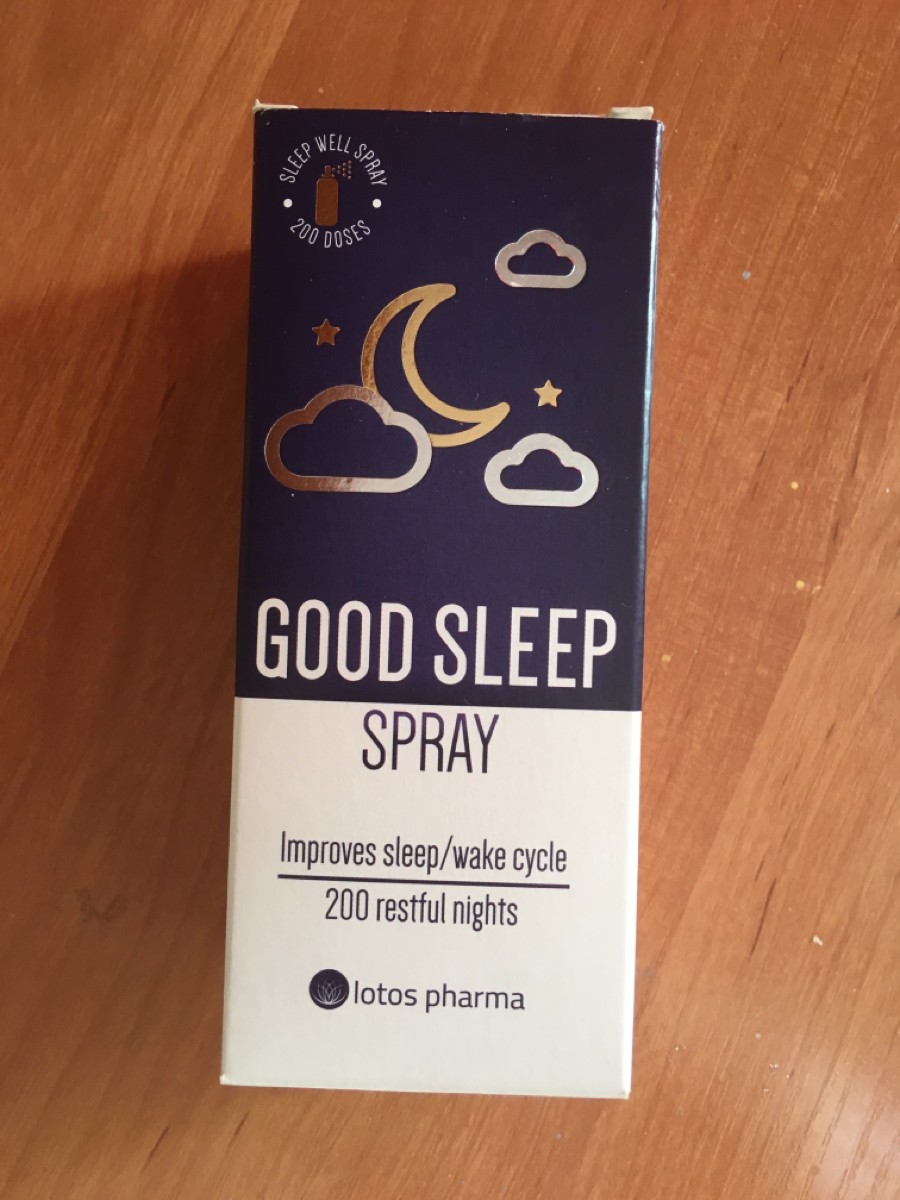 SLEEP WELL SPRAY
200 DOSES
GOOD SLEEP
SPRAY
Improves sleep/wake cycle
200 restful nights
lotos pharma